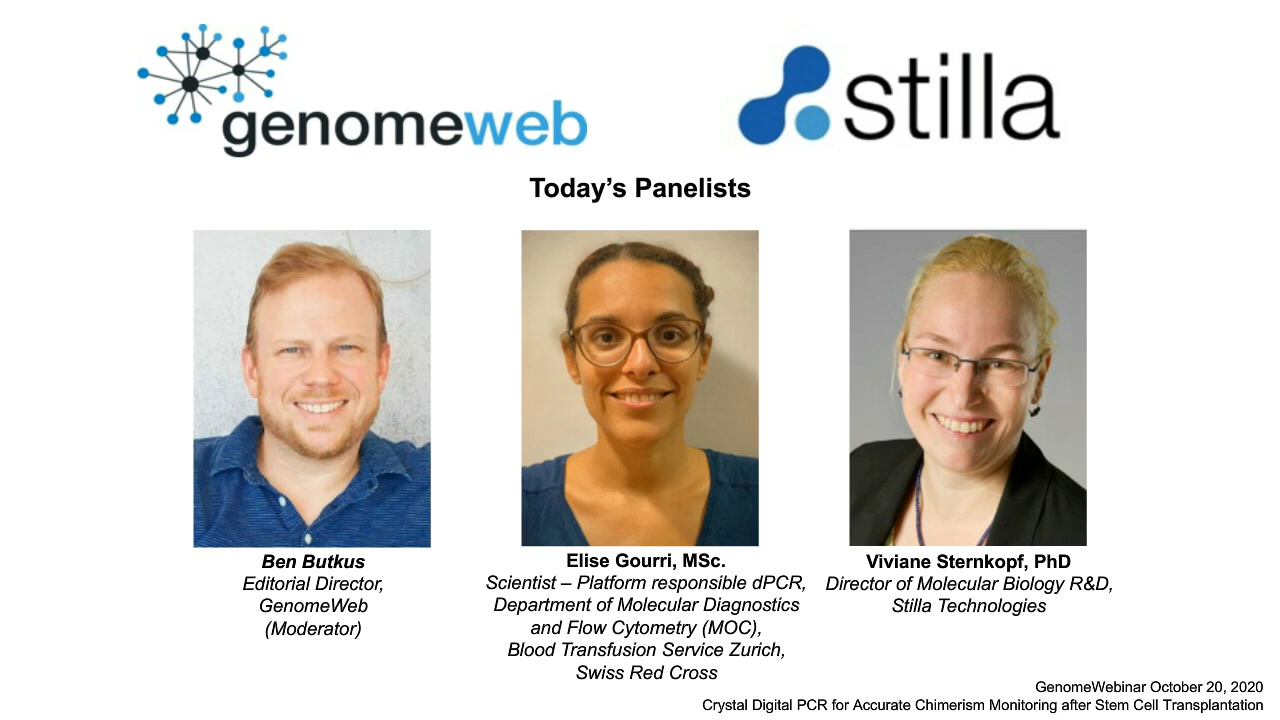 genomeweb
stilla
Today’s Panelists
Ben Butkus
Editorial Director,
GenomeWeb
(Moderator)
Elise Gourri, MSc.
Scientist – Platform responsible dPCR,
Department of Molecular Diagnostics
and Flow Cytometry (MOC),
Blood Transfusion Service Zurich,
Swiss Red Cross
Viviane Sternkopf, PhD
Director of Molecular Biology R&D,
Stilla Technologies
GenomeWebinar October 20, 2020
Crystal Digital PCR for Accurate Chimerism Monitoring after Stem Cell Transplantation